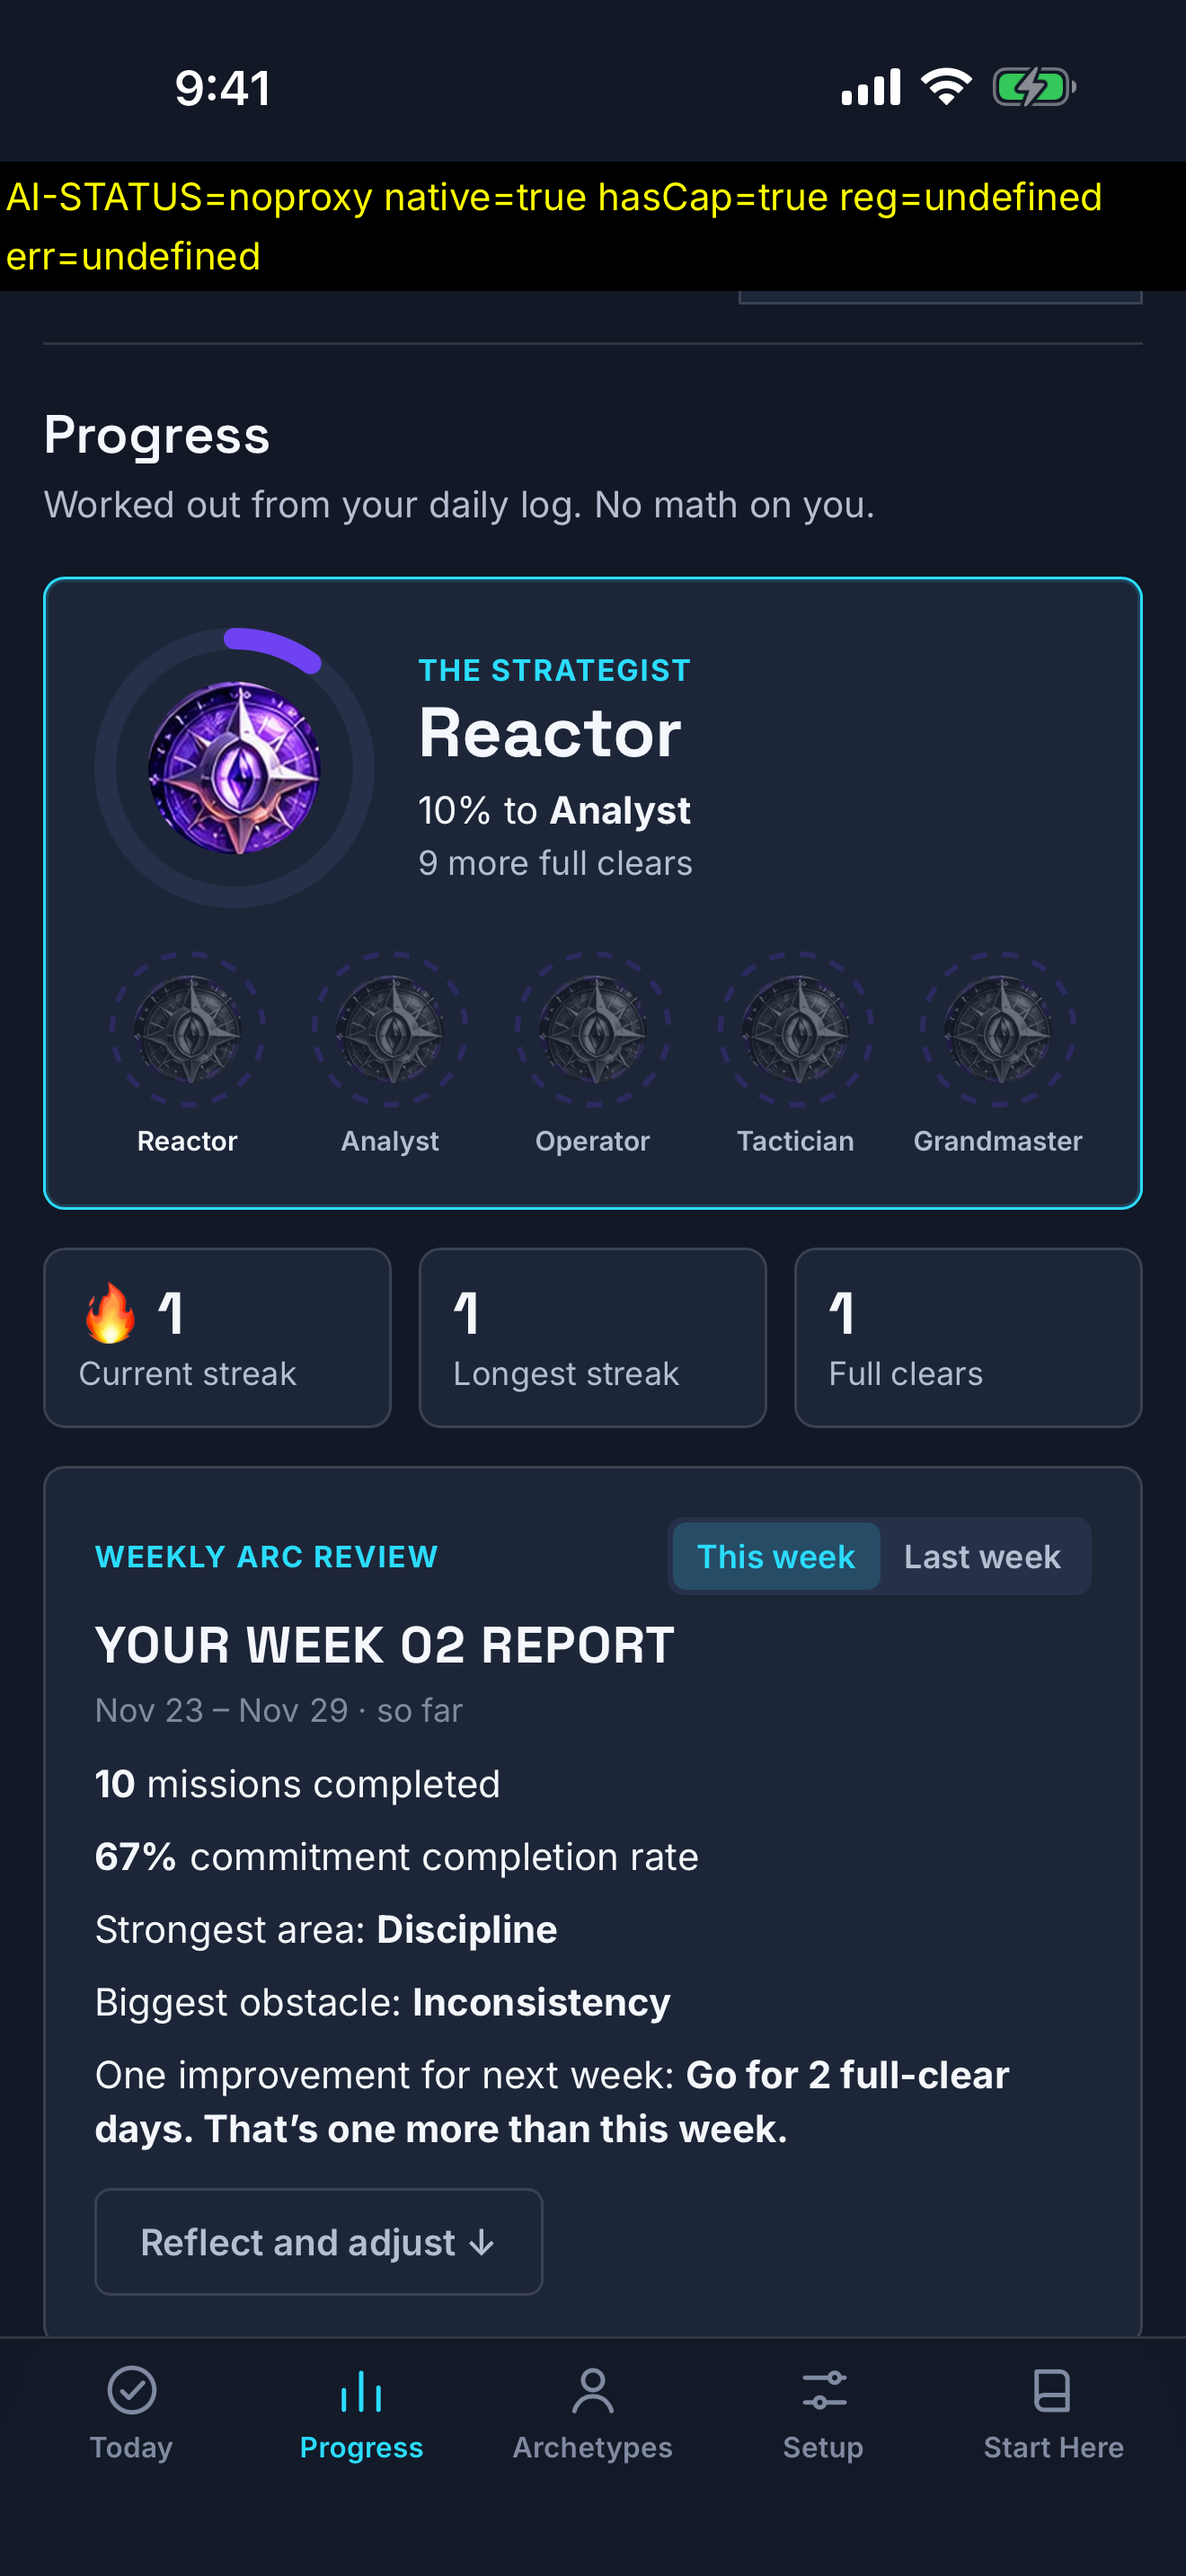 9:41
AI-STATUS=noproxy native=true hasCap=true reg=undefined
err=undefined
Progress
Worked out from your daily log. No math on you.
THE STRATEGIST
Reactor
10% to Analyst
9 more full clears
Reactor Analyst Operator Tactician Grandmaster
🔥 1
Current streak
1
Longest streak
1
Full clears
WEEKLY ARC REVIEW
This week Last week
YOUR WEEK 02 REPORT
Nov 23 – Nov 29 · so far
10 missions completed
67% commitment completion rate
Strongest area: Discipline
Biggest obstacle: Inconsistency
One improvement for next week: Go for 2 full-clear
days. That’s one more than this week.
Reflect and adjust ↓
Today Progress Archetypes Setup Start Here